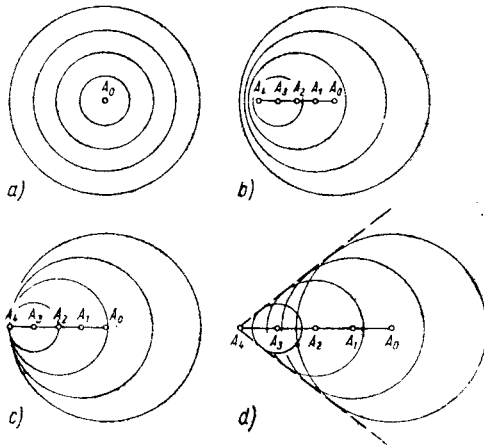 A₀
a)
A₄ A₃ A₂ A₁ A₀
b)
A₄ A₃ A₂ A₁ A₀
c)
A₄ A₃ A₂ A₁ A₀
d)